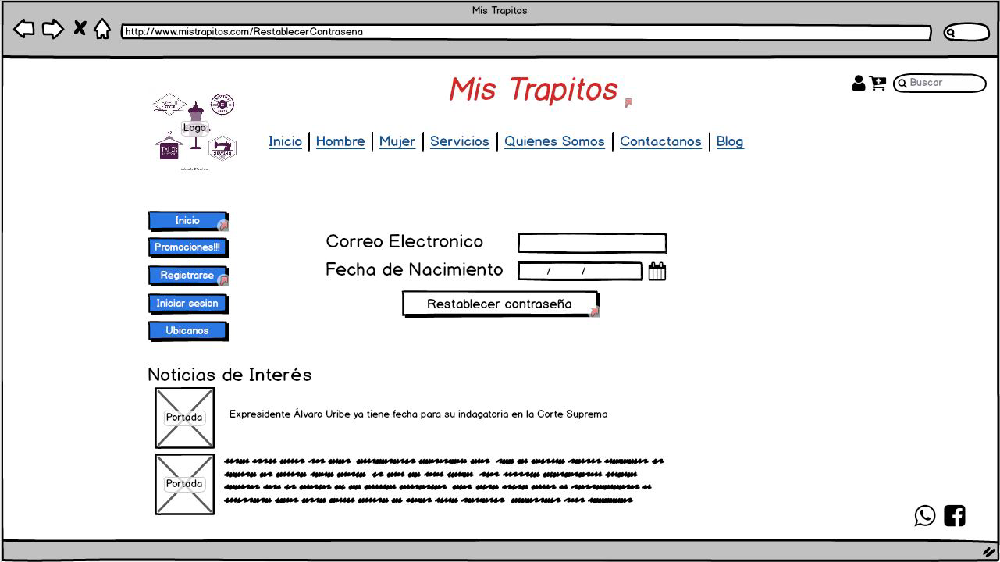 Mis Trapitos
http://www.mistrapitos.com/RestablecerContrasena
Mis Trapitos
Buscar
Logo
Inicio Hombre Mujer Servicios Quienes Somos Contactanos Blog
Inicio
Promociones!!!
Registrarse
Iniciar sesion
Ubicanos
Correo Electronico
Fecha de Nacimiento / /
Restablecer contraseña
Noticias de Interés
Portada
Expresidente Álvaro Uribe ya tiene fecha para su indagatoria en la Corte Suprema
Portada